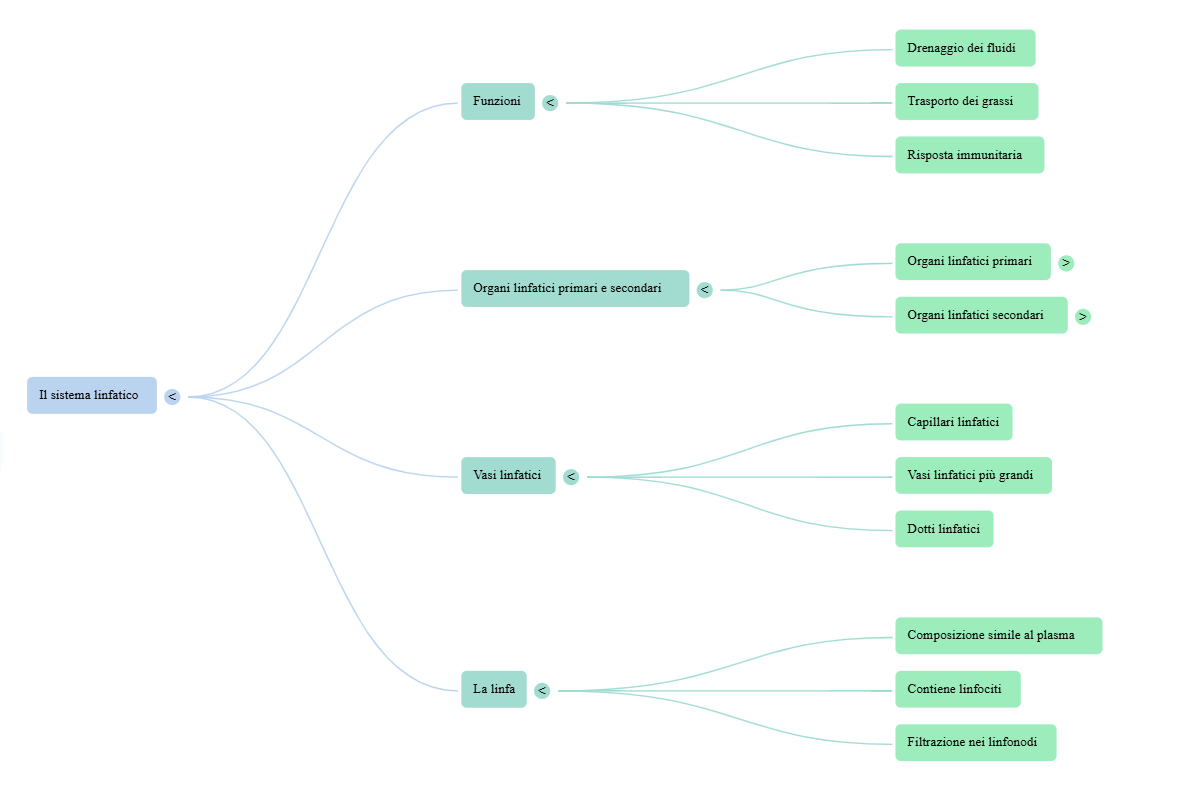 Il sistema linfatico <
Funzioni <
Drenaggio dei fluidi
Trasporto dei grassi
Risposta immunitaria
Organi linfatici primari e secondari <
Organi linfatici primari >
Organi linfatici secondari >
Vasi linfatici <
Capillari linfatici
Vasi linfatici più grandi
Dotti linfatici
La linfa <
Composizione simile al plasma
Contiene linfociti
Filtrazione nei linfonodi